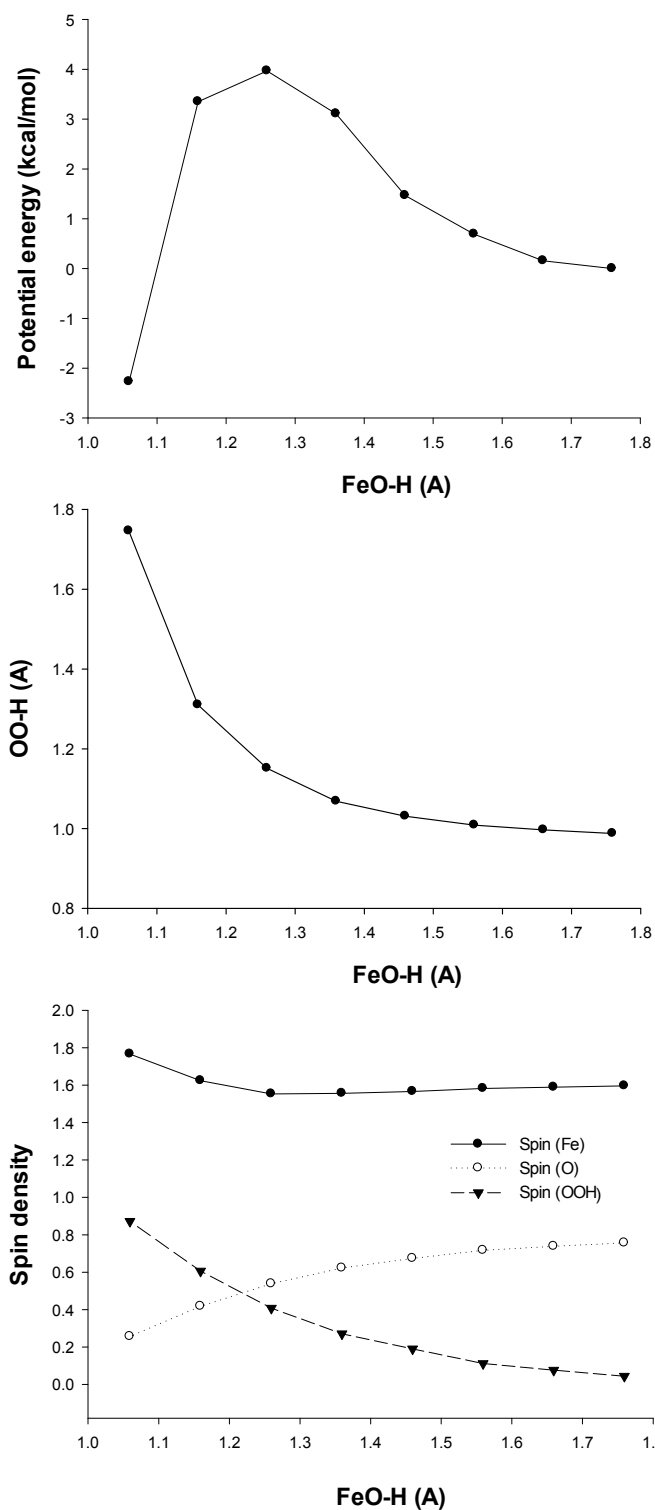 Potential energy (kcal/mol)
5
4
3
2
1
0
-1
-2
-3
1.0 1.1 1.2 1.3 1.4 1.5 1.6 1.7 1.8
FeO-H (A)
OO-H (A)
1.8
1.6
1.4
1.2
1.0
0.8
1.0 1.1 1.2 1.3 1.4 1.5 1.6 1.7 1.8
FeO-H (A)
Spin density
2.0
1.8
1.6
1.4
1.2
1.0
0.8
0.6
0.4
0.2
0.0
Spin (Fe)
Spin (O)
Spin (OOH)
1.0 1.1 1.2 1.3 1.4 1.5 1.6 1.7 1.
FeO-H (A)